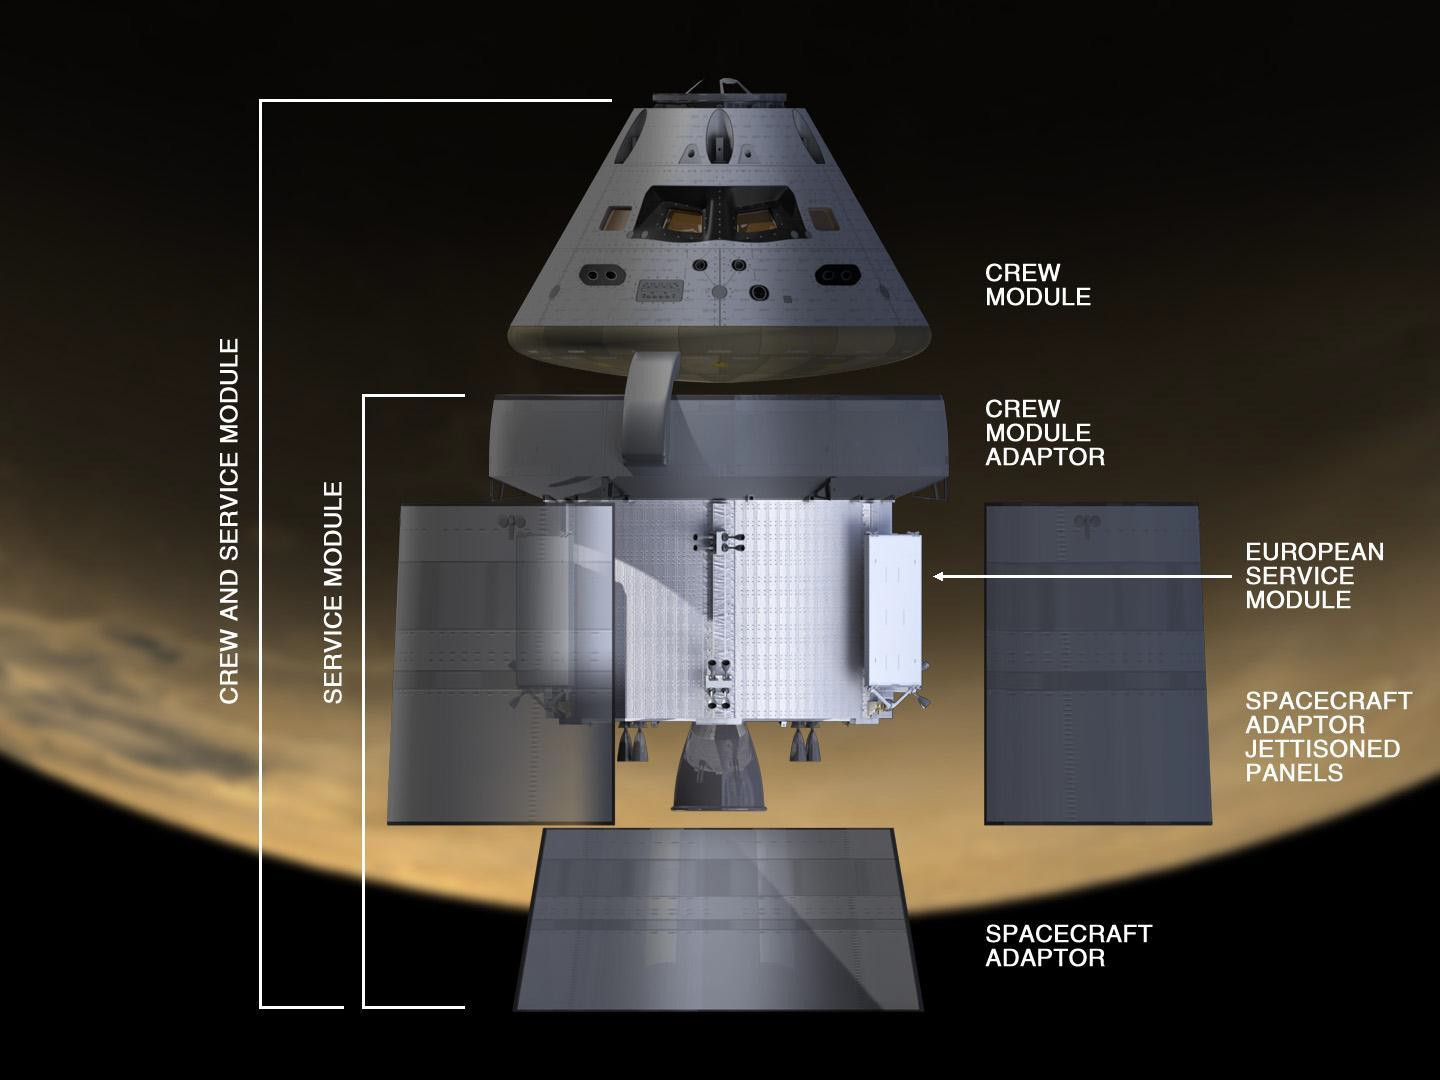 CREW AND SERVICE MODULE
SERVICE MODULE
CREW
MODULE
CREW
MODULE
ADAPTOR
EUROPEAN
SERVICE
MODULE
SPACECRAFT
ADAPTOR
JETTISONED
PANELS
SPACECRAFT
ADAPTOR